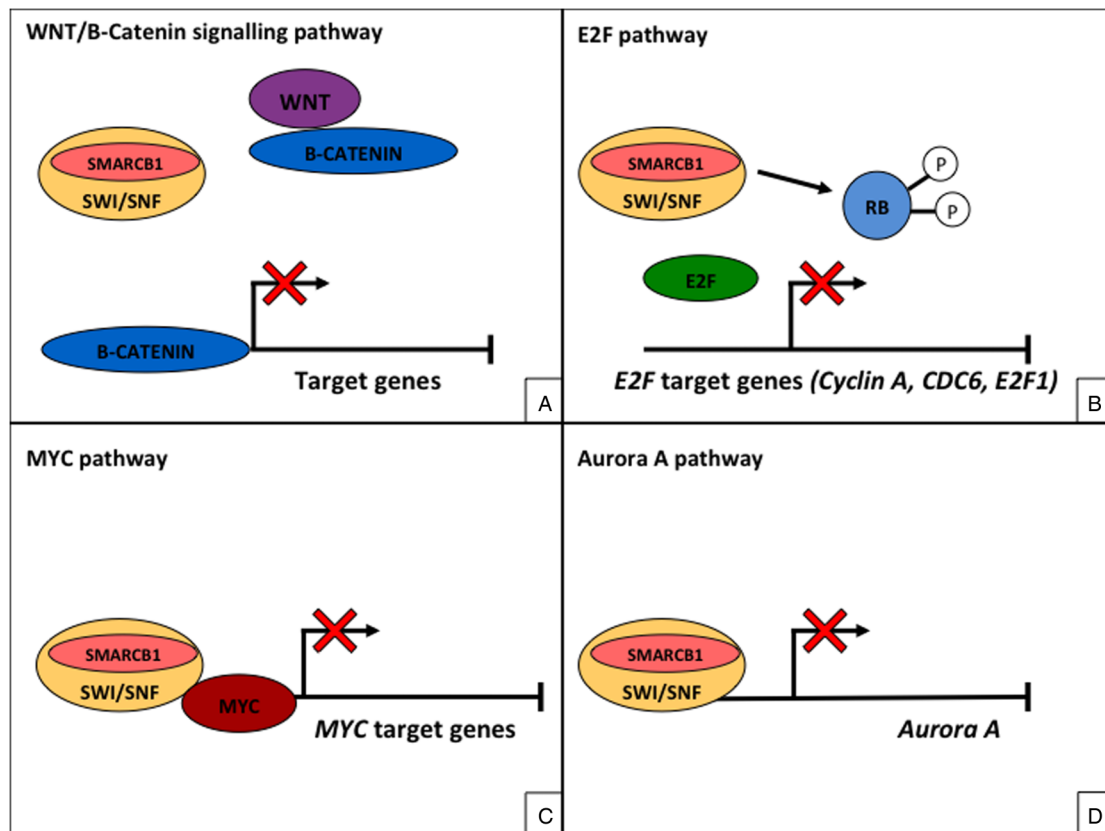 WNT/B-Catenin signalling pathway
WNT
B-CATENIN
SMARCB1
SWI/SNF
B-CATENIN
Target genes
A
E2F pathway
SMARCB1
SWI/SNF
P
P
RB
E2F
E2F target genes (Cyclin A, CDC6, E2F1)
B
MYC pathway
SMARCB1
SWI/SNF
MYC
MYC target genes
C
Aurora A pathway
SMARCB1
SWI/SNF
Aurora A
D